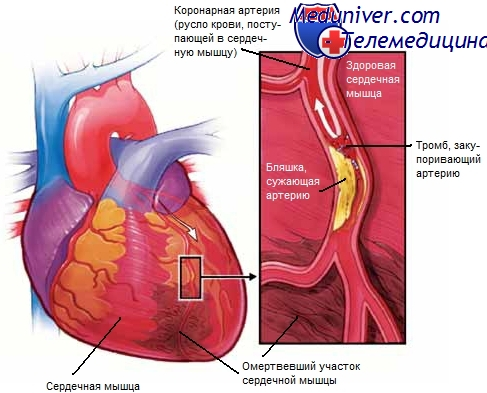 Meduniver.com
Телемедицина
Коронарная артерия
(русло крови, посту-
пающей в сердеч-
ную мышцу)
Здоровая
сердечная
мышца
Тромб, заку-
поривающий
артерию
Бляшка,
сужающая
артерию
Омертвевший участок
сердечной мышцы
Сердечная мышца